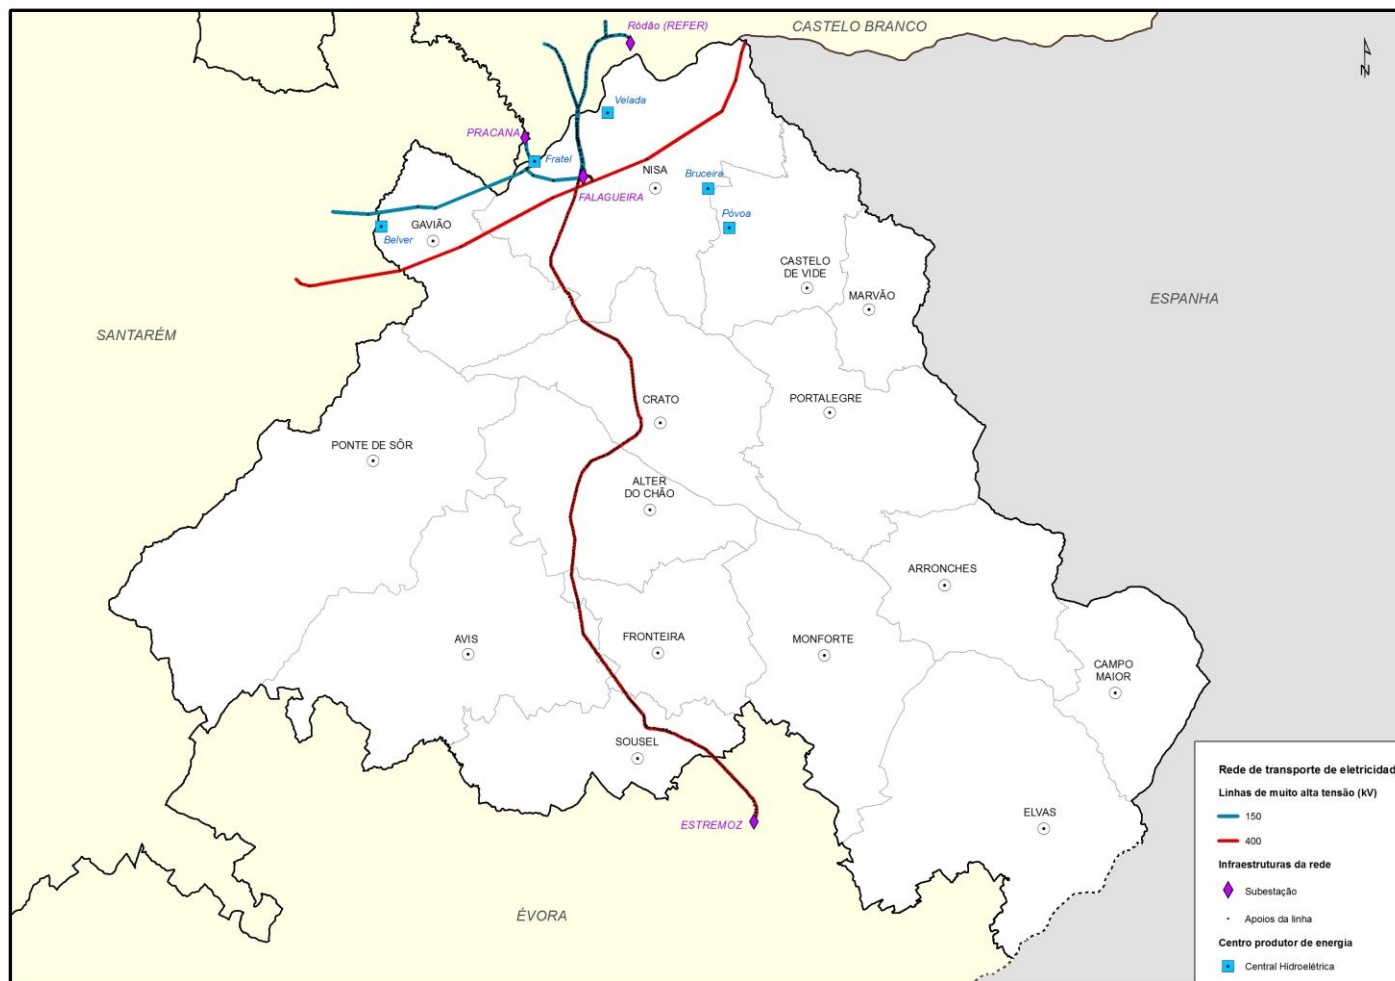 Ródão (REFER)
CASTELO BRANCO
N
Velada
PRACANA
Fratel
NISA
Bruceira
FALAGUEIRA
Póvoa
GAVIÃO
Belver
CASTELO
DE VIDE
MARVÃO
ESPANHA
SANTARÉM
CRATO
PORTALEGRE
PONTE DE SÔR
ALTER
DO CHÃO
ARRONCHES
AVIS
FRONTEIRA
MONFORTE
CAMPO
MAIOR
SOUSEL
ESTREMOZ
ELVAS
ÉVORA
Rede de transporte de eletricidad
Linhas de muito alta tensão (kV)
150
400
Infraestruturas da rede
Subestação
Apoios da linha
Centro produtor de energia
Central Hidroelétrica